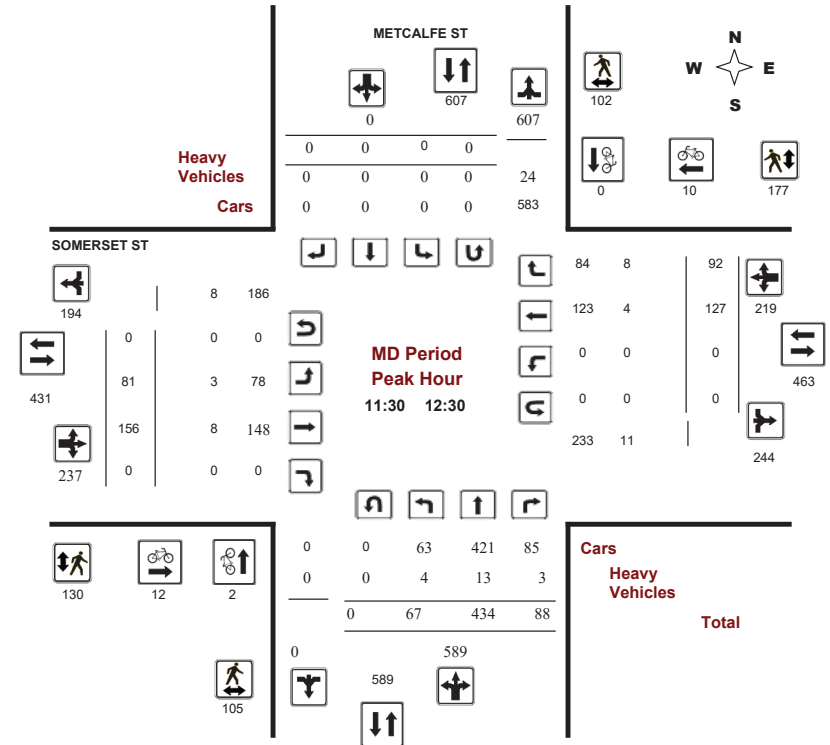 METCALFE ST
N
W E
S
607
102
0 607
0 0 0 0
Heavy
Vehicles 0 0 0 0 24
Cars 0 0 0 0 583
0 10 177
SOMERSET ST
194
8 186
84 8 92
219
0 0 0
123 4 127
431
81 3 78
MD Period
Peak Hour
11:30 12:30
0 0 0
463
156 8 148
0 0 0
237
0 0 0
233 11
244
0 0 63 421 85 Cars
0 0 4 13 3 Heavy
Vehicles
130 12 2
0 67 434 88 Total
0 589
589
105